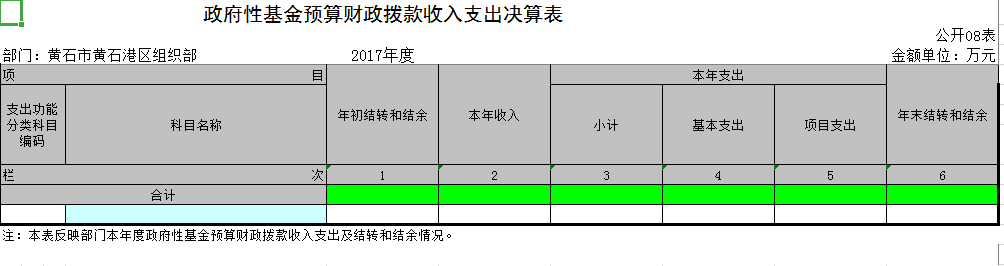 政府性基金预算财政拨款收入支出决算表
公开08表
部门：黄石市黄石港区组织部 2017年度 金额单位：万元
项 目 年初结转和结余 本年收入 本年支出 年末结转和结余
支出功能分类科目编码 科目名称 小计 基本支出 项目支出
栏 次 1 2 3 4 5 6
合计
注：本表反映部门本年度政府性基金预算财政拨款收入支出及结转和结余情况。